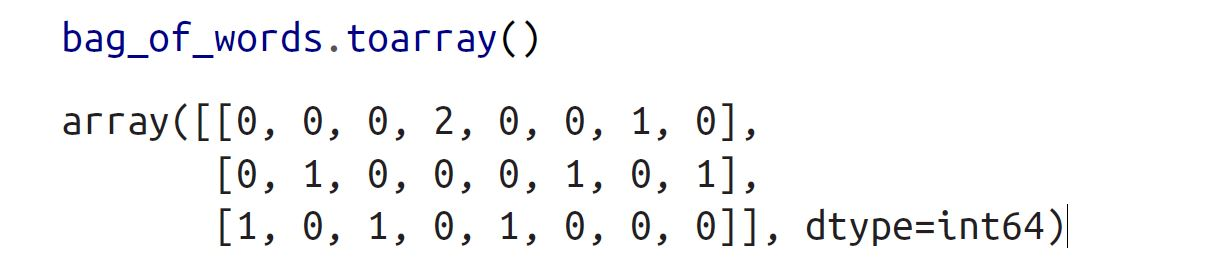 bag_of_words.toarray()
array([[0, 0, 0, 2, 0, 0, 1, 0],
[0, 1, 0, 0, 0, 1, 0, 1],
[1, 0, 1, 0, 1, 0, 0, 0]], dtype=int64)